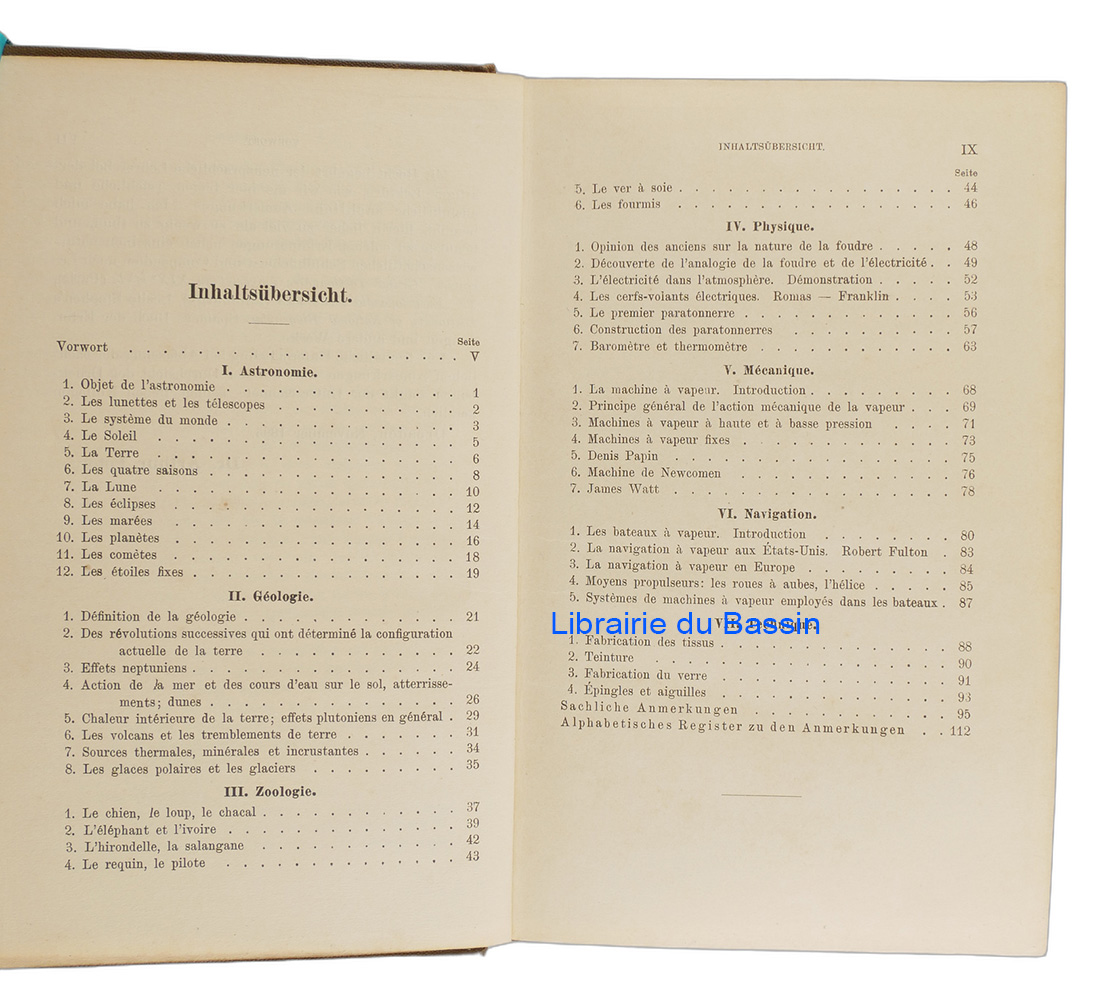 Inhaltsübersicht.
Seite
Vorwort . . . . . . . . . . . . . . . . . . . . V
I. Astronomie.
1. Objet de l'astronomie . . . . . . . . . . . . . 1
2. Les lunettes et les télescopes . . . . . . . . . . 2
3. Le système du monde . . . . . . . . . . . . . 3
4. Le Soleil . . . . . . . . . . . . . . . . . 5
5. La Terre . . . . . . . . . . . . . . . . . 6
6. Les quatre saisons . . . . . . . . . . . . . . 8
7. La Lune . . . . . . . . . . . . . . . . . 10
8. Les éclipses . . . . . . . . . . . . . . . . 12
9. Les marées . . . . . . . . . . . . . . . . 14
10. Les planètes . . . . . . . . . . . . . . . . 16
11. Les comètes . . . . . . . . . . . . . . . . 18
12. Les étoiles fixes . . . . . . . . . . . . . . . 19
II. Géologie.
1. Définition de la géologie . . . . . . . . . . . . 21
2. Des révolutions successives qui ont déterminé la configuration
actuelle de la terre . . . . . . . . . . . . 22
3. Effets neptuniens . . . . . . . . . . . . . . . 24
4. Action de la mer et des cours d'eau sur le sol, atterrisse-
ments; dunes . . . . . . . . . . . . . . 26
5. Chaleur intérieure de la terre; effets plutoniens en général . 29
6. Les volcans et les tremblements de terre . . . . . . . 31
7. Sources thermales, minérales et incrustantes . . . . . . 34
8. Les glaces polaires et les glaciers . . . . . . . . . 35
III. Zoologie.
1. Le chien, le loup, le chacal . . . . . . . . . . . 37
2. L'éléphant et l'ivoire . . . . . . . . . . . . . 39
3. L'hirondelle, la salangane . . . . . . . . . . . 42
4. Le requin, le pilote . . . . . . . . . . . . . 43
INHALTSÜBERSICHT. IX
Seite
5. Le ver à soie . . . . . . . . . . . . . . . . . 44
6. Les fourmis . . . . . . . . . . . . . . . . . 46
IV. Physique.
1. Opinion des anciens sur la nature de la foudre . . . . . 48
2. Découverte de l'analogie de la foudre et de l'électricité . . 49
3. L'électricité dans l'atmosphère. Démonstration . . . . . 52
4. Les cerfs-volants électriques. Romas — Franklin . . . . 53
5. Le premier paratonnerre . . . . . . . . . . . . . 56
6. Construction des paratonnerres . . . . . . . . . . 57
7. Baromètre et thermomètre . . . . . . . . . . . . 63
V. Mécanique.
1. La machine à vapeur. Introduction . . . . . . . . . 68
2. Principe général de l'action mécanique de la vapeur . . . 69
3. Machines à vapeur à haute et à basse pression . . . . 71
4. Machines à vapeur fixes . . . . . . . . . . . . . 73
5. Denis Papin . . . . . . . . . . . . . . . . . 75
6. Machine de Newcomen . . . . . . . . . . . . . 76
7. James Watt . . . . . . . . . . . . . . . . . 78
VI. Navigation.
1. Les bateaux à vapeur. Introduction . . . . . . . . 80
2. La navigation à vapeur aux États-Unis. Robert Fulton . 83
3. La navigation à vapeur en Europe . . . . . . . . . 84
4. Moyens propulseurs: les roues à aubes, l'hélice . . . . . 85
5. Systèmes de machines à vapeur employés dans les bateaux . 87
Librairie du Bassin
VII. Technique.
1. Fabrication des tissus . . . . . . . . . . . . . 88
2. Teinture . . . . . . . . . . . . . . . . . 90
3. Fabrication du verre . . . . . . . . . . . . . 91
4. Épingles et aiguilles . . . . . . . . . . . . . 93
Sachliche Anmerkungen . . . . . . . . . . . . 95
Alphabetisches Register zu den Anmerkungen . . 112